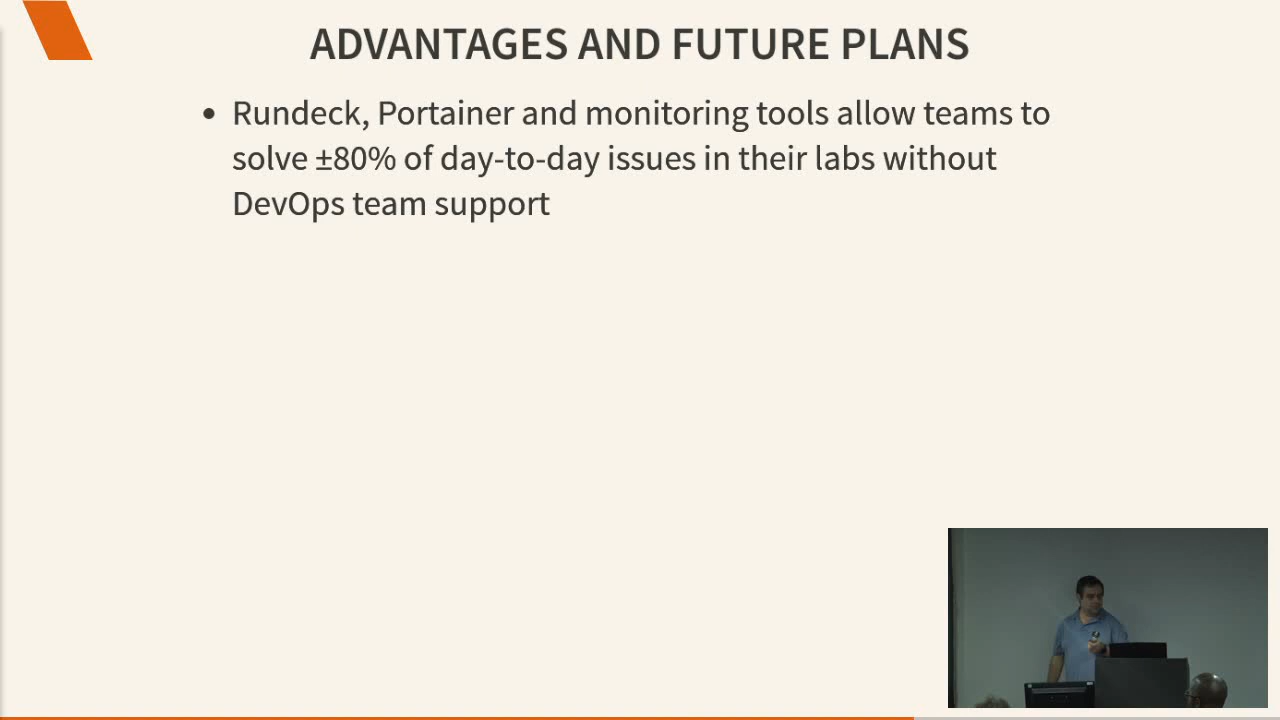 ADVANTAGES AND FUTURE PLANS
• Rundeck, Portainer and monitoring tools allow teams to
solve ±80% of day-to-day issues in their labs without
DevOps team support